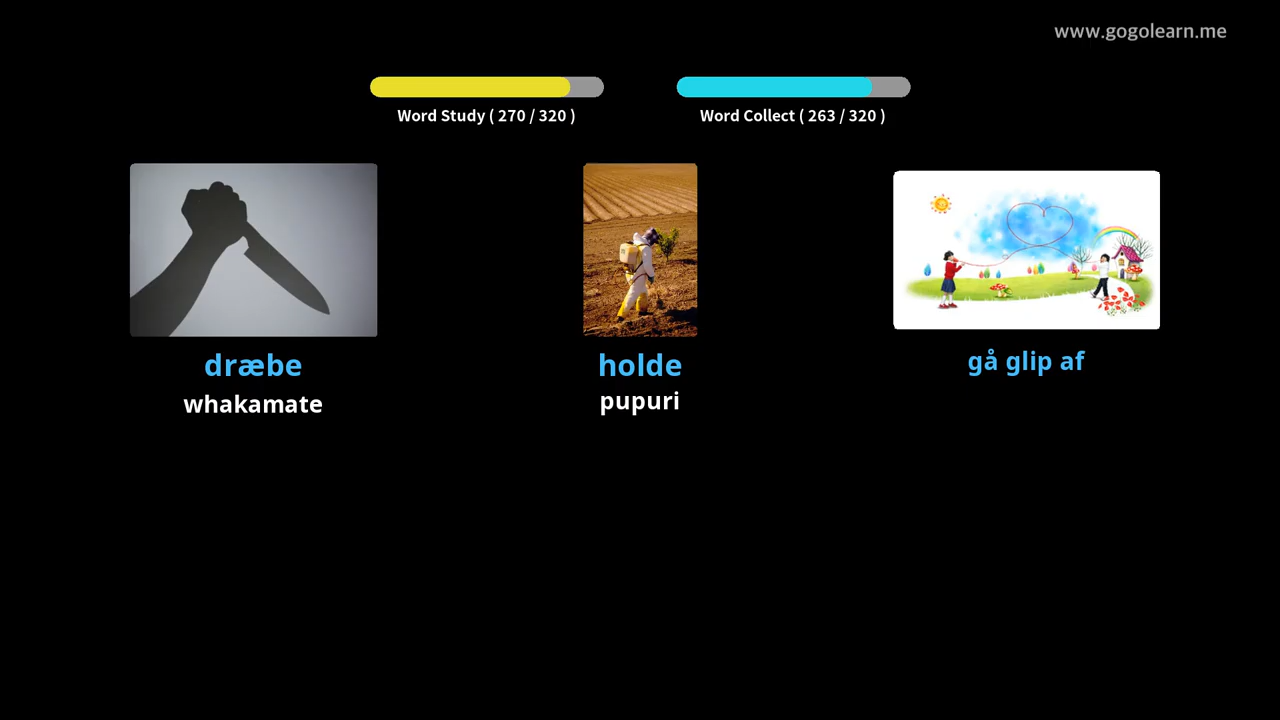 www.gogolearn.me
Word Study ( 270 / 320 )
Word Collect ( 263 / 320 )
dræbe
whakamate
holde
pupuri
gå glip af